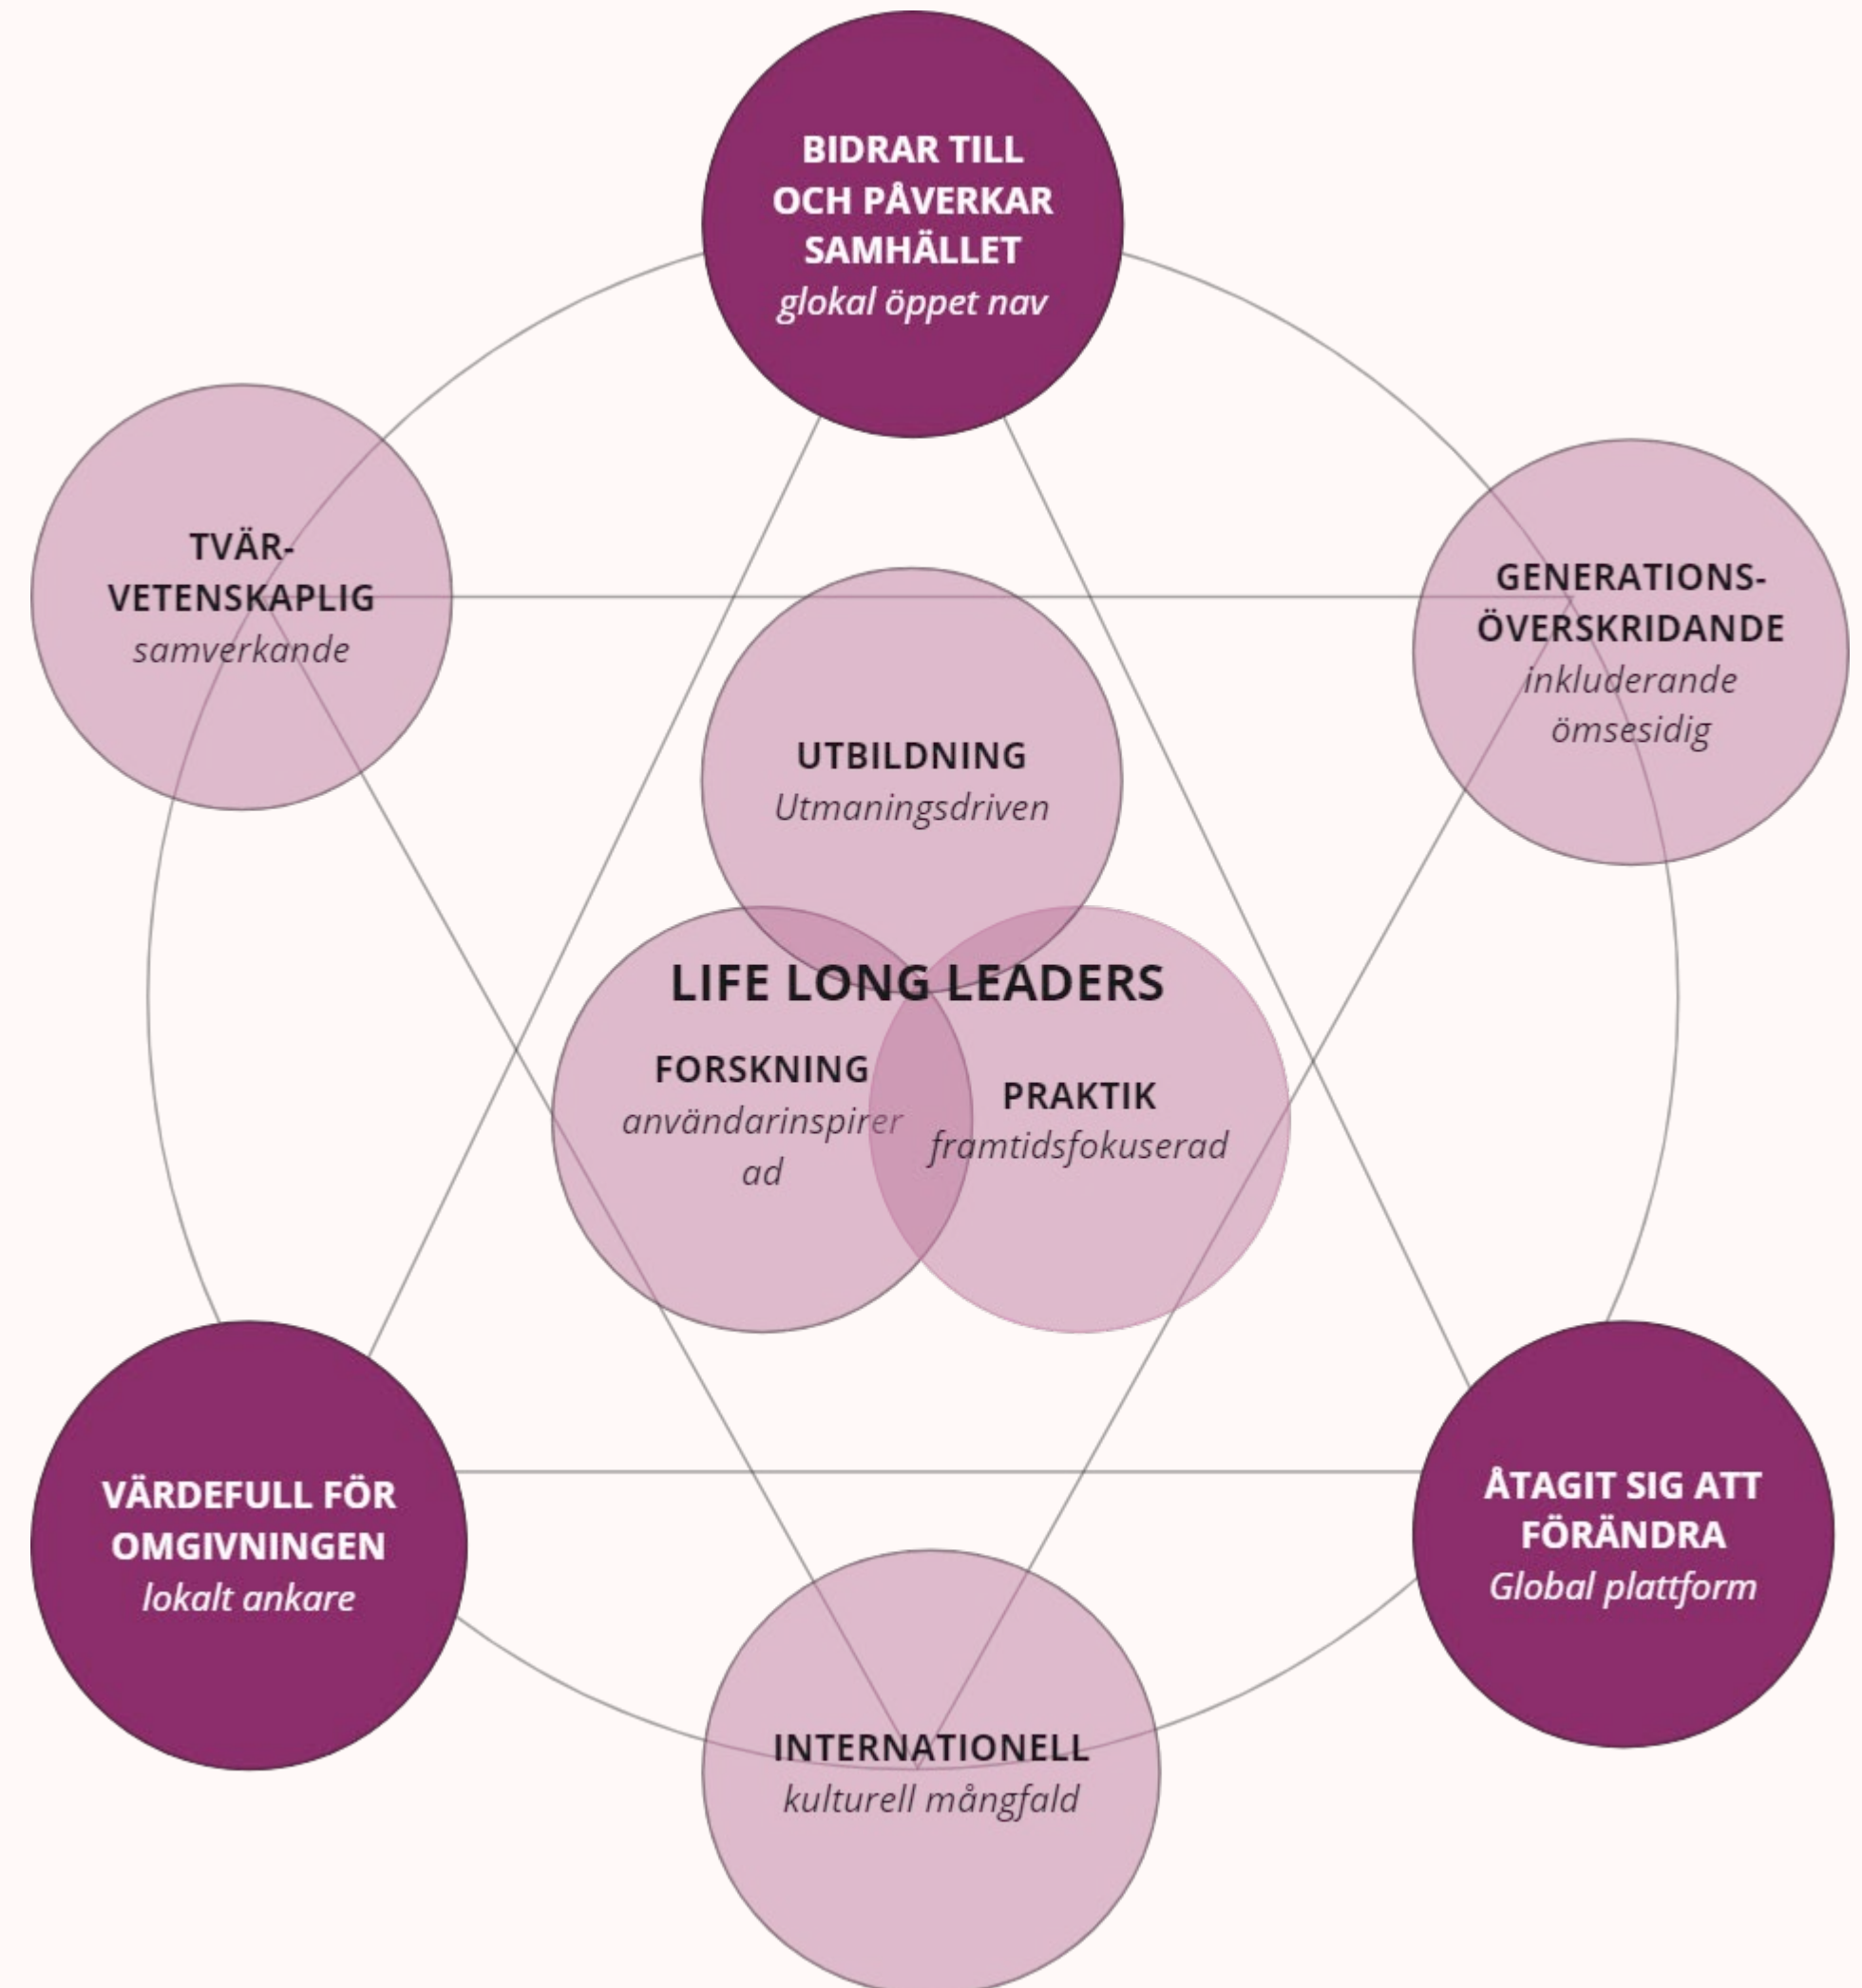 BIDRAR TILL
OCH PÅVERKAR
SAMHÄLLET
glokal öppet nav
TVÄR-
VETENSKAPLIG
samverkande
GENERATIONS-
ÖVERSKRIDANDE
inkluderande
ömsesidig
UTBILDNING
Utmaningsdriven
LIFE LONG LEADERS
FORSKNING
användarinspirer
ad
PRAKTIK
framtidsfokuserad
VÄRDEFULL FÖR
OMGIVNINGEN
lokalt ankare
ÅTAGIT SIG ATT
FÖRÄNDRA
Global plattform
INTERNATIONELL
kulturell mångfald